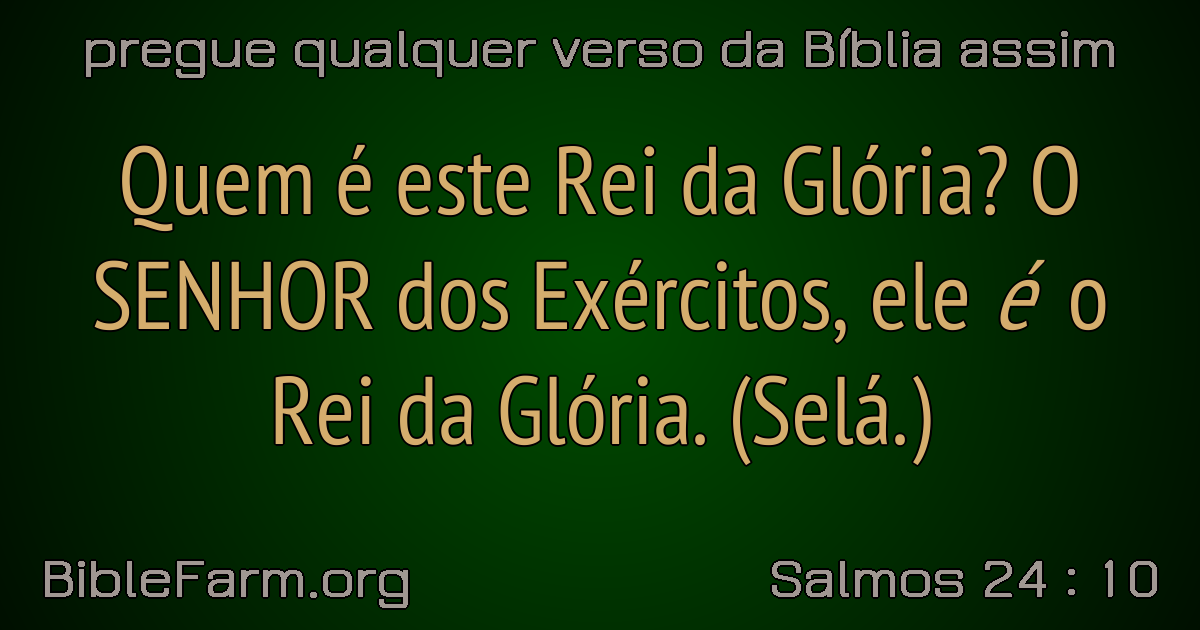 pregue qualquer verso da Bíblia assim
Quem é este Rei da Glória? O
SENHOR dos Exércitos, ele é o
Rei da Glória. (Selá.)
BibleFarm.org
Salmos 24 : 10